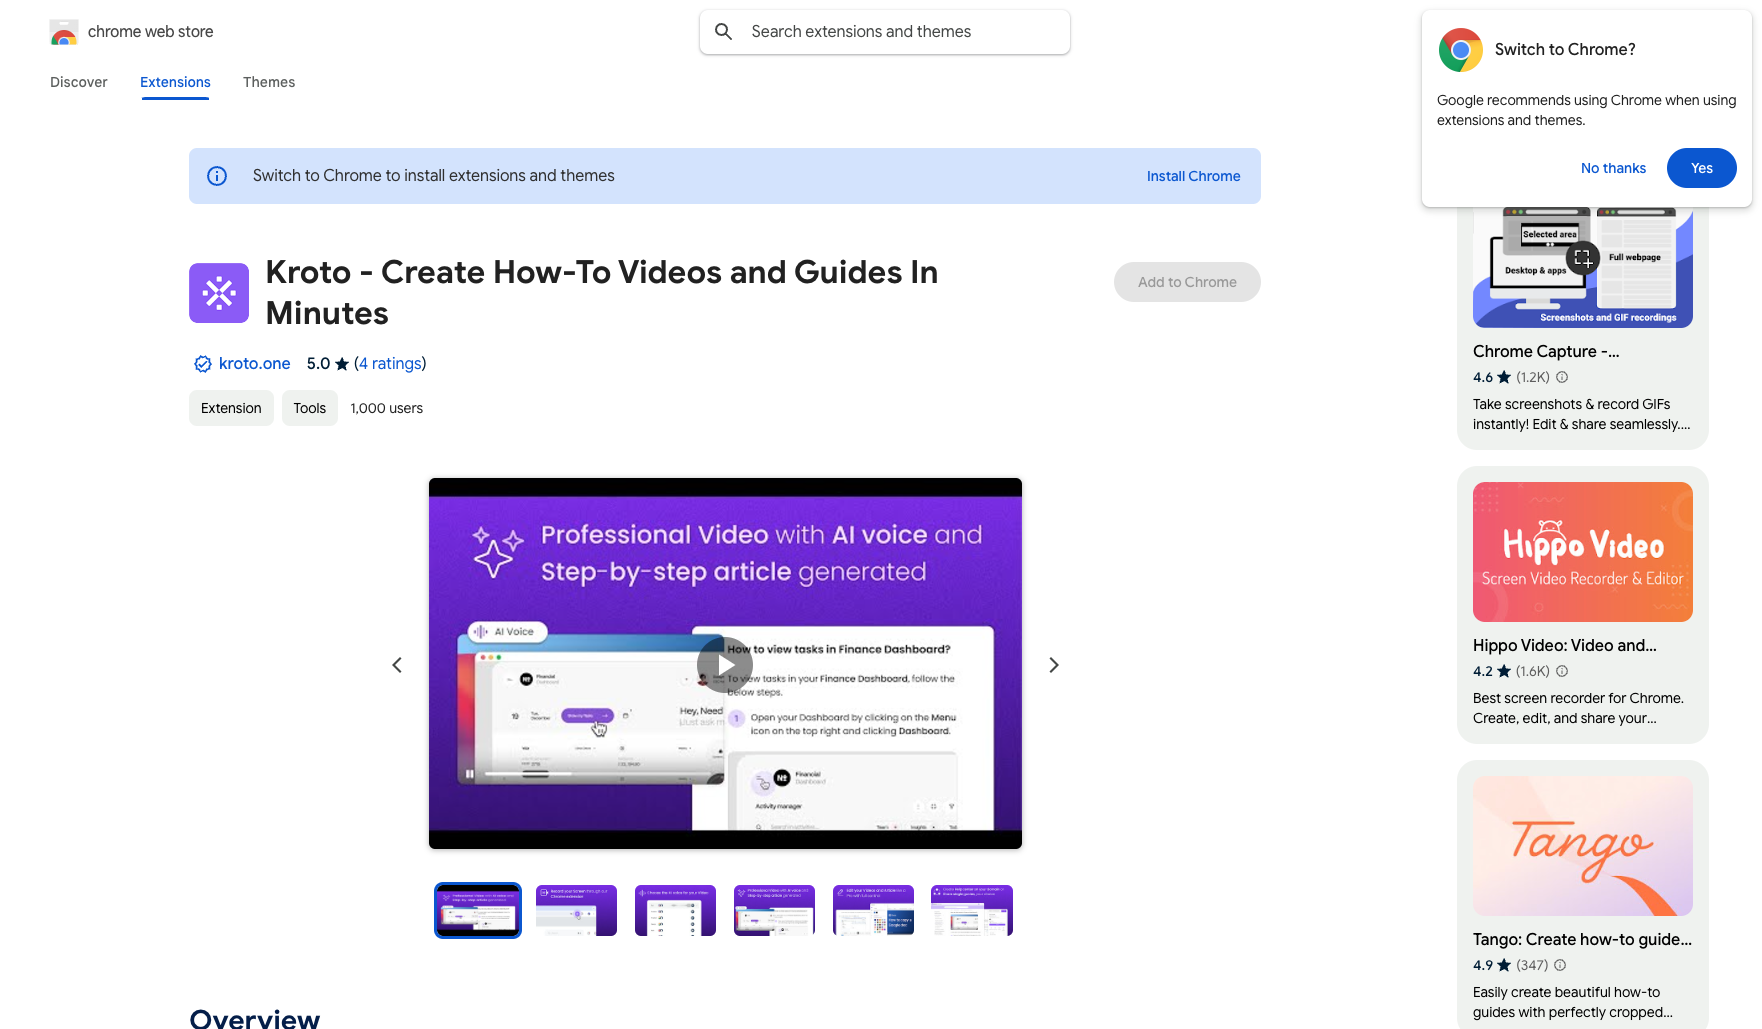 chrome web store
Search extensions and themes
Discover
Extensions
Themes
Switch to Chrome?
Google recommends using Chrome when using
extensions and themes.
No thanks
Yes
Switch to Chrome to install extensions and themes
Install Chrome
Kroto - Create How-To Videos and Guides In
Minutes
Add to Chrome
kroto.one
5.0 (4 ratings)
Extension
Tools
1,000 users
Professional Video with AI voice and
Step-by-step article generated
AI Voice
Financial
Dashboard
Hey, Need
How to view tasks in Finance Dashboard?
To view tasks in your Finance Dashboard, follow the
below steps.
1
Open your Dashboard by clicking on the Menu
icon on the top right and clicking Dashboard.
Financial
Dashboard
Activity manager
Overview
Selected area
Desktop & apps
Full webpage
Screenshots and GIF recordings
Chrome Capture -...
4.6 (1.2K)
Take screenshots & record GIFs
instantly! Edit & share seamlessly....
Hippo Video
Screen Video Recorder & Editor
Hippo Video: Video and...
4.2 (1.6K)
Best screen recorder for Chrome.
Create, edit, and share your...
Tango
Tango: Create how-to guide...
4.9 (347)
Easily create beautiful how-to
guides with perfectly cropped...